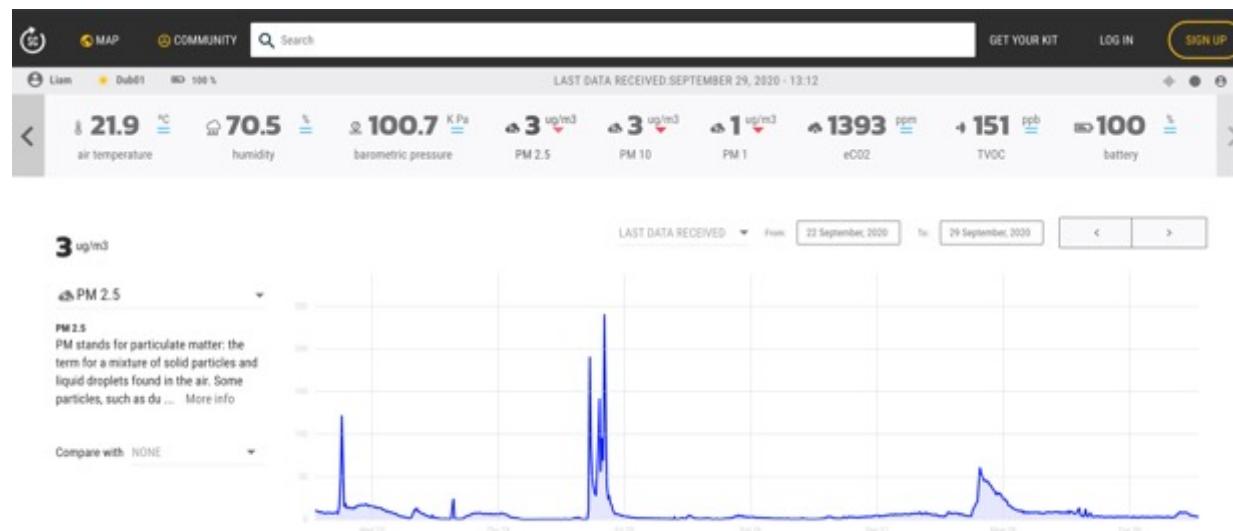 SC MAP COMMUNITY Search GET YOUR KIT LOG IN SIGN UP
Liam Dub01 100 % LAST DATA RECEIVED:SEPTEMBER 29, 2020 - 13:12
21.9 °C 70.5 % 100.7 K Pa 3 ug/m3 3 ug/m3 1 ug/m3 1393 ppm 151 ppb 100 %
air temperature humidity barometric pressure PM 2.5 PM 10 PM 1 eCO2 TVOC battery
3 ug/m3
LAST DATA RECEIVED From: 22 September, 2020 To: 29 September, 2020
PM 2.5
PM 2.5
PM stands for particulate matter: the
term for a mixture of solid particles and
liquid droplets found in the air. Some
particles, such as du ... More info
Compare with NONE